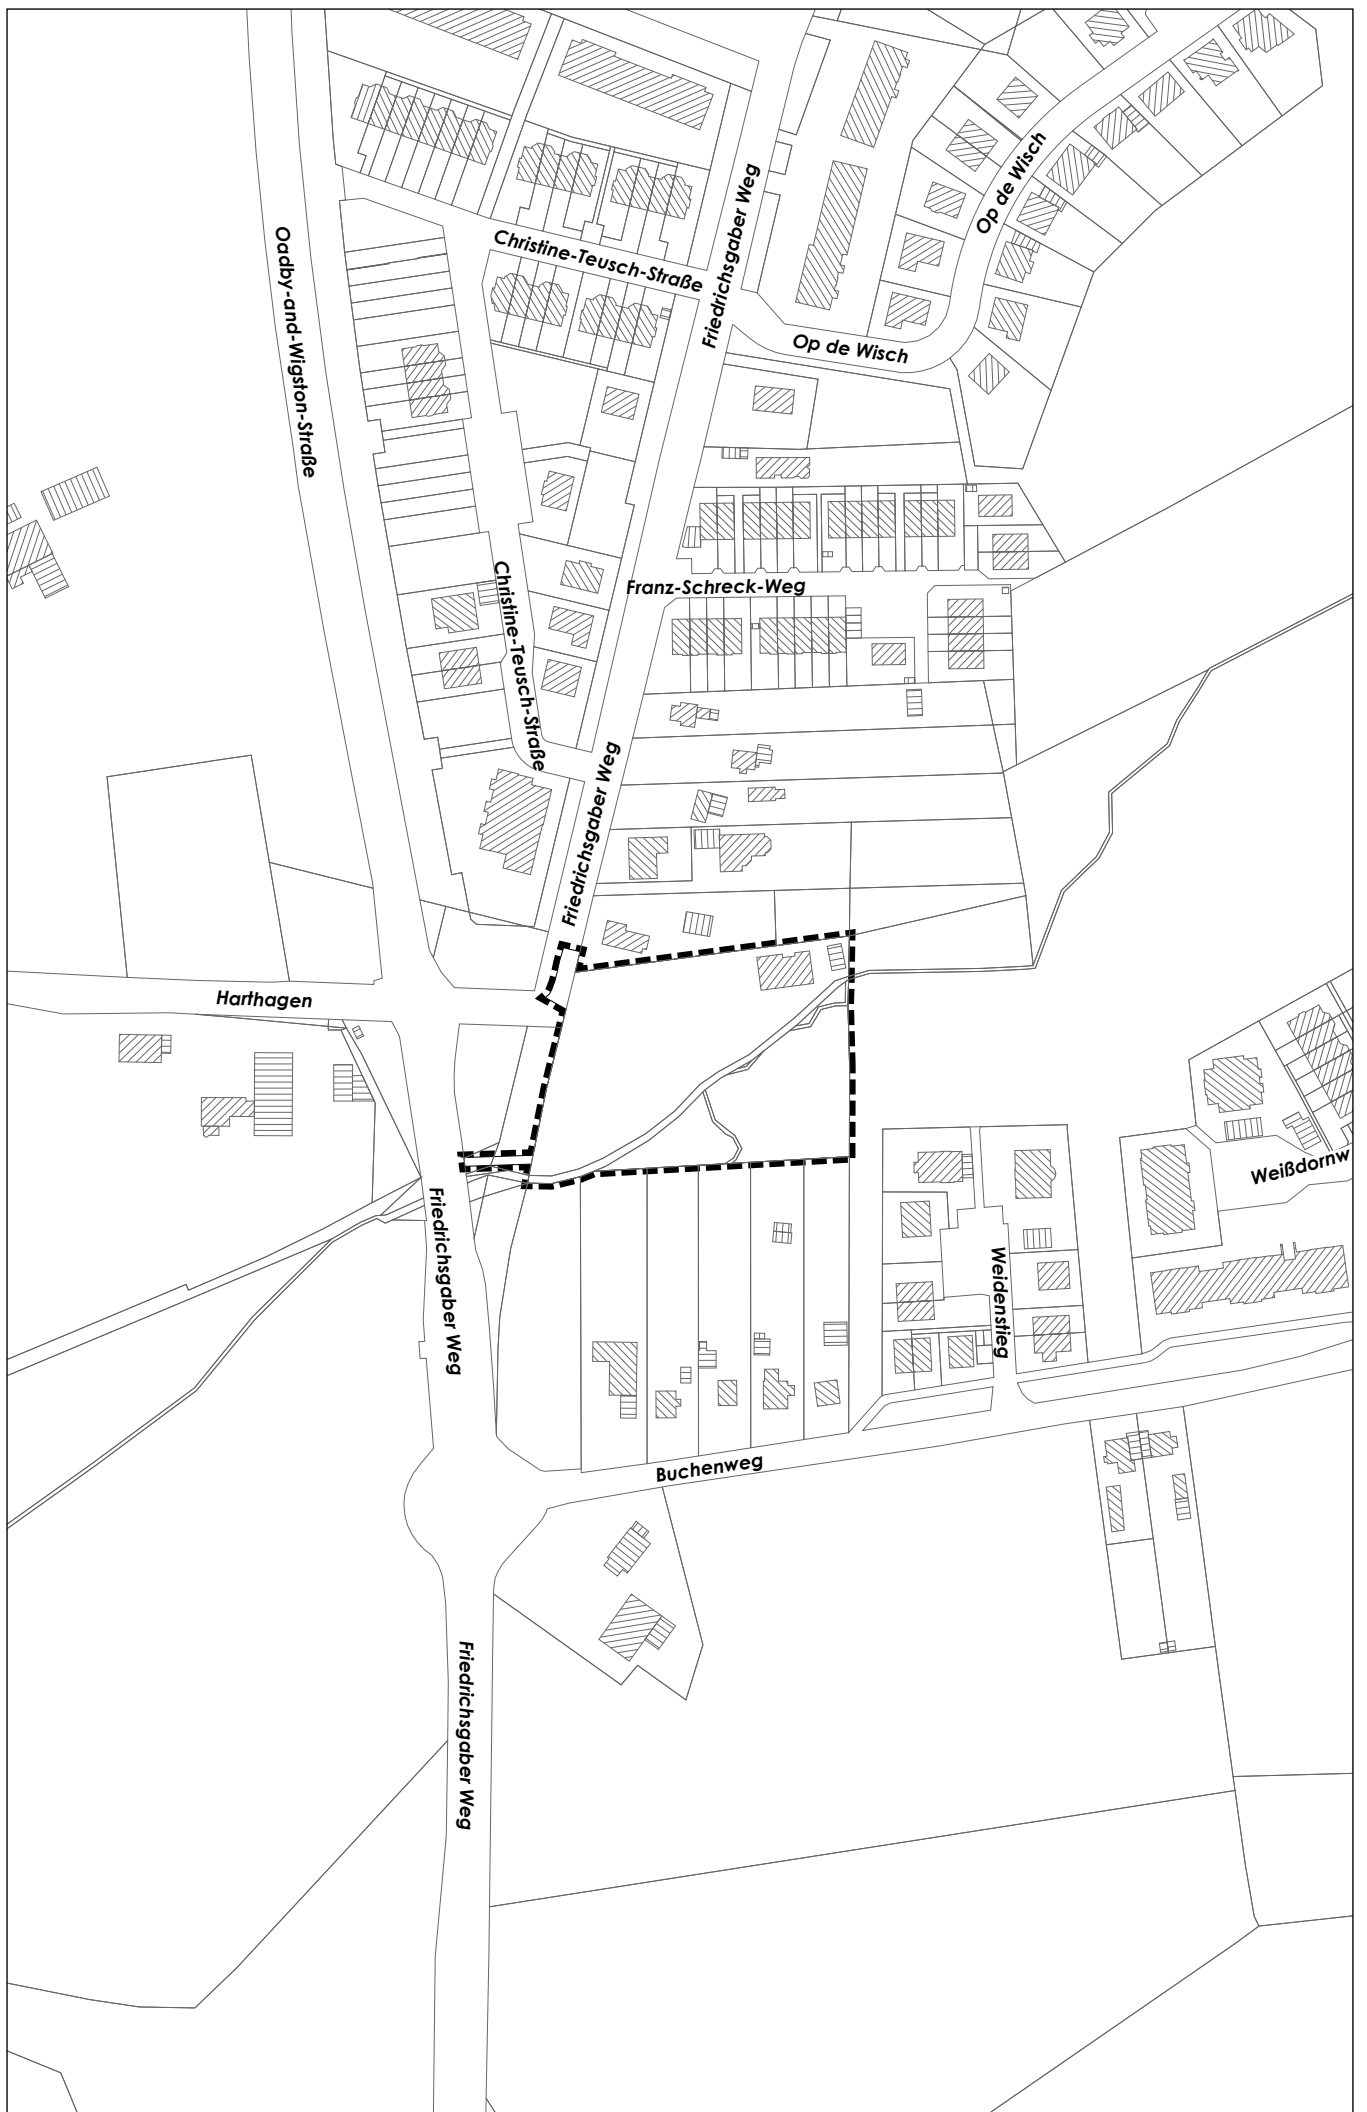 Op de Wisch
Friedrichsgaber Weg
Christine-Teusch-Straße
Oadby-and-Wigston-Straße
Op de Wisch
Franz-Schreck-Weg
Christine-Teusch-Straße
Friedrichsgaber Weg
Harthagen
Weißdornw
Friedrichsgaber Weg
Weidenstieg
Buchenweg
Friedrichsgaber Weg